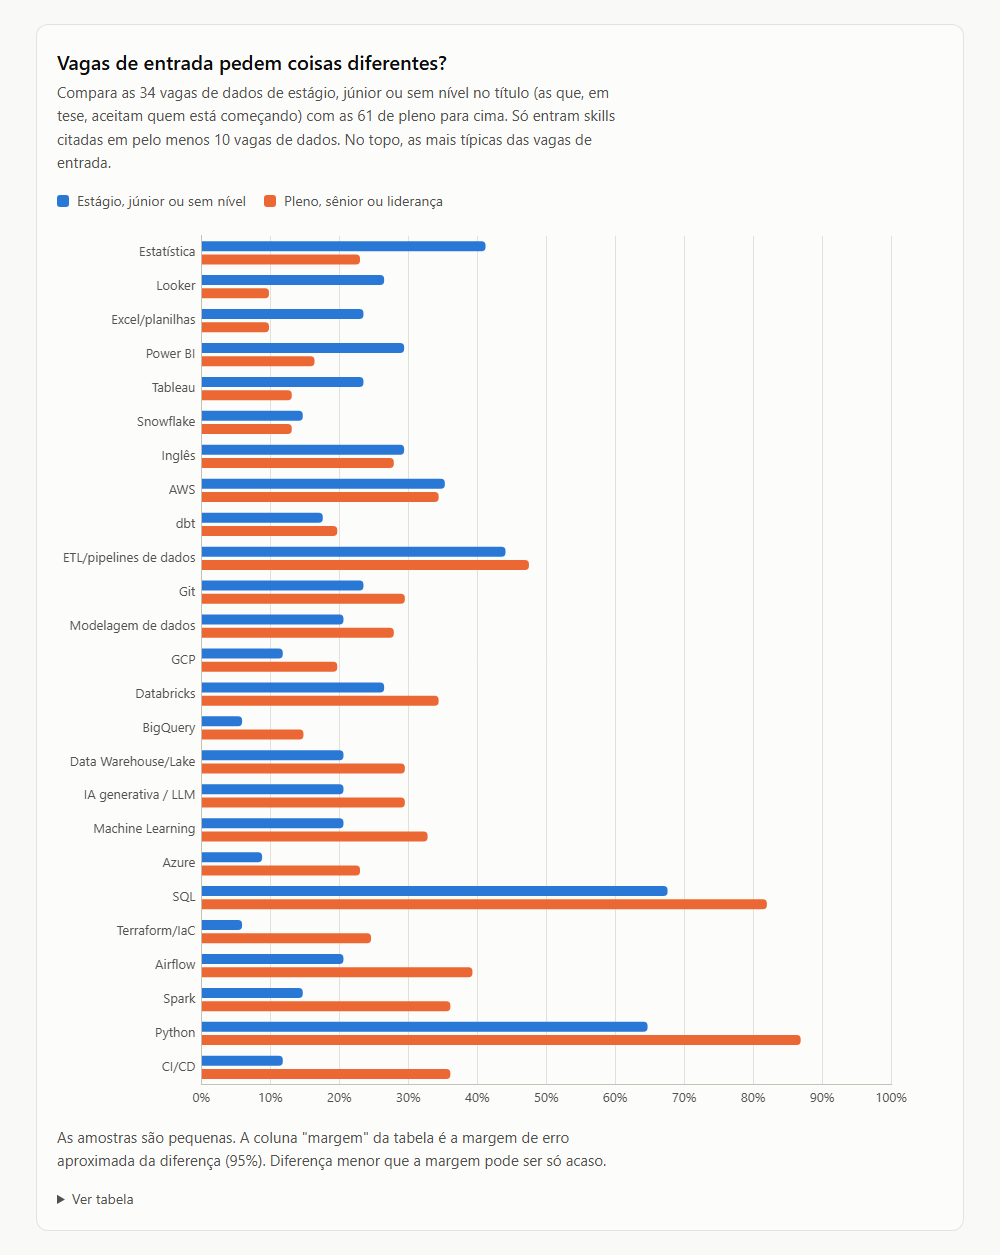 Vagas de entrada pedem coisas diferentes?
Compara as 34 vagas de dados de estágio, júnior ou sem nível no título (as que, em
tese, aceitam quem está começando) com as 61 de pleno para cima. Só entram skills
citadas em pelo menos 10 vagas de dados. No topo, as mais típicas das vagas de
entrada.
Estágio, júnior ou sem nível
Pleno, sênior ou liderança
Estatística
Looker
Excel/planilhas
Power BI
Tableau
Snowflake
Inglês
AWS
dbt
ETL/pipelines de dados
Git
Modelagem de dados
GCP
Databricks
BigQuery
Data Warehouse/Lake
IA generativa / LLM
Machine Learning
Azure
SQL
Terraform/IaC
Airflow
Spark
Python
CI/CD
0% 10% 20% 30% 40% 50% 60% 70% 80% 90% 100%
As amostras são pequenas. A coluna "margem" da tabela é a margem de erro
aproximada da diferença (95%). Diferença menor que a margem pode ser só acaso.
Ver tabela